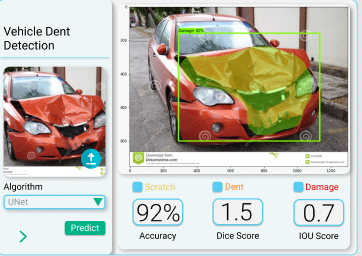 Vehicle Dent
Detection
Algorithm
UNet
Predict
Damage: 92%
0
200
400
600
800
0
200
400
600
800
1000
1200
Download from
Dreamstime.com
Scratch
Dent
Damage
92%
1.5
0.7
Accuracy
Dice Score
IOU Score